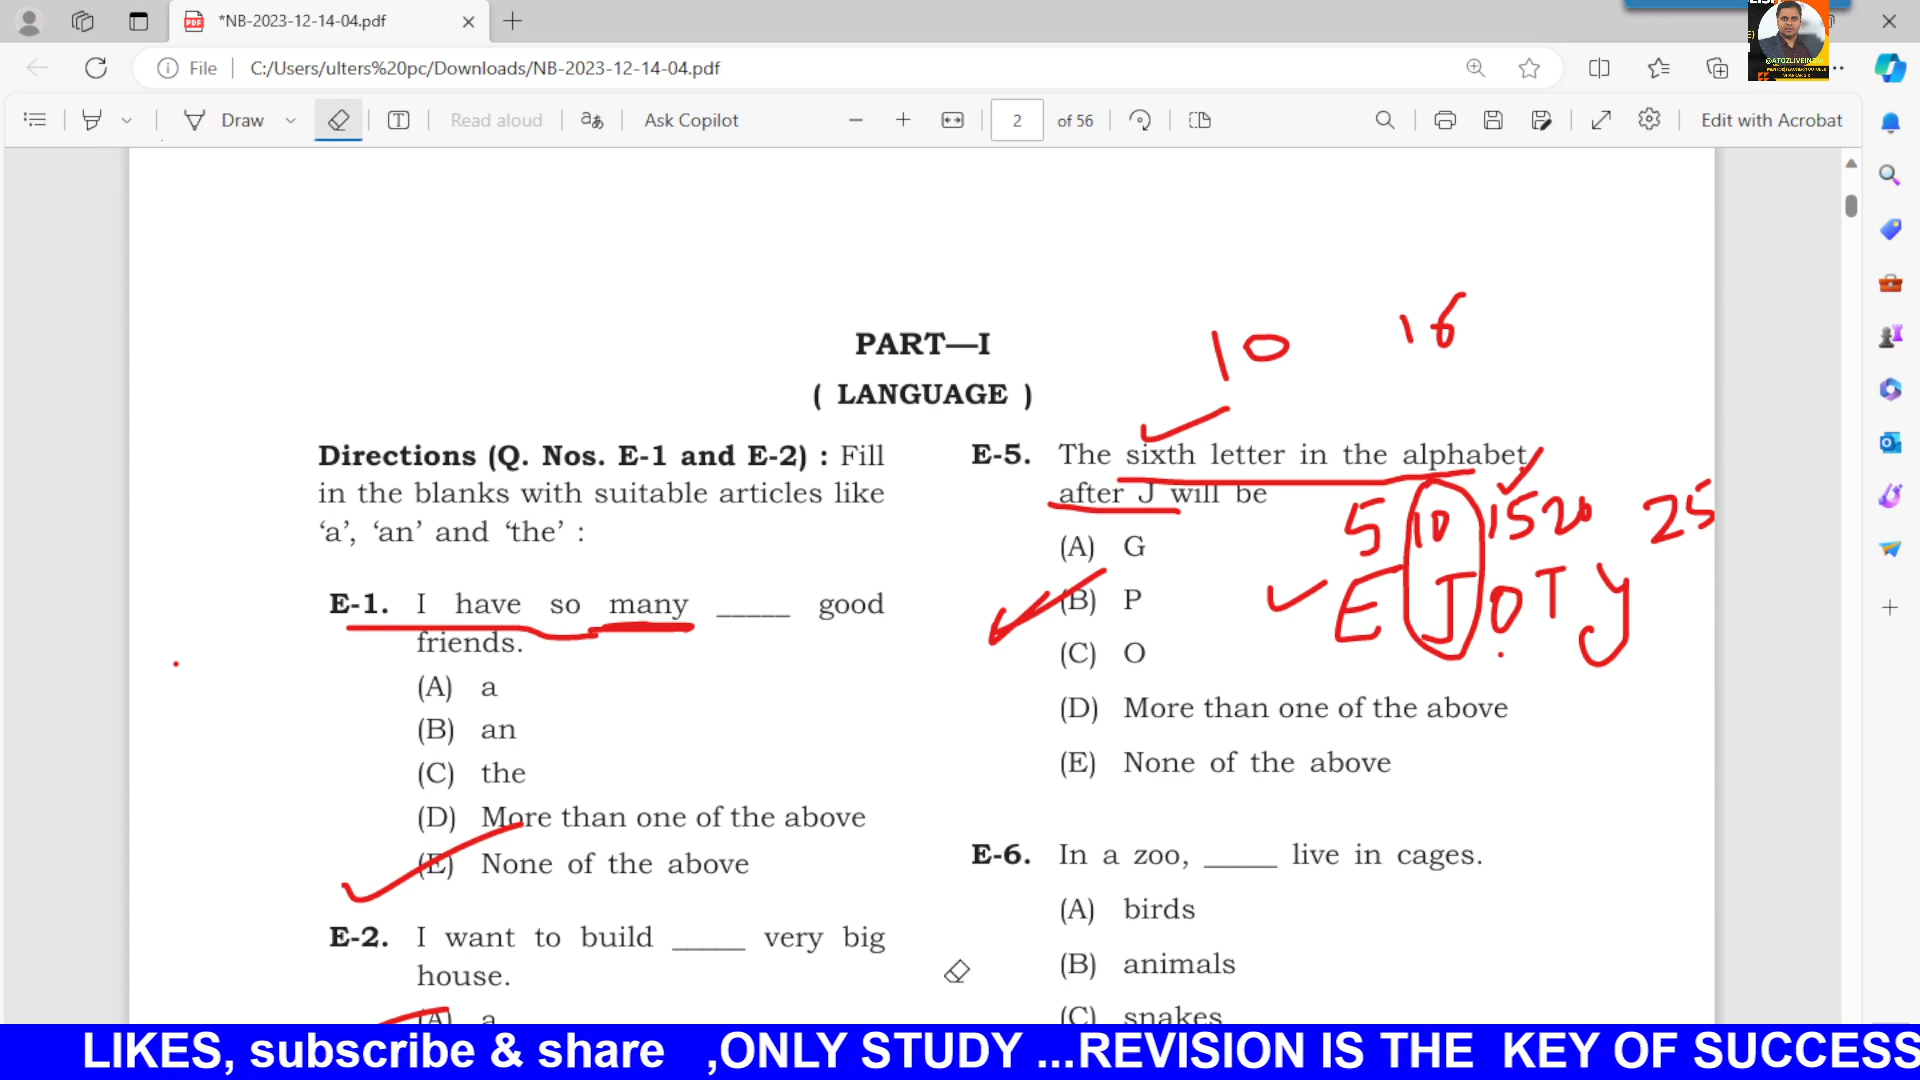 *NB-2023-12-14-04.pdf
File
C:/Users/ulters%20pc/Downloads/NB-2023-12-14-04.pdf
@ATOZLIVEINDIA
Draw
Read aloud
aあ
Ask Copilot
2
of 56
Edit with Acrobat
PART—I
( LANGUAGE )
Directions (Q. Nos. E-1 and E-2) : Fill
in the blanks with suitable articles like
‘a’, ‘an’ and ‘the’ :
E-1. I have so many _____ good
friends.
(A) a
(B) an
(C) the
(D) More than one of the above
(E) None of the above
E-2. I want to build _____ very big
house.
(A) a
10
16
E-5. The sixth letter in the alphabet
after J will be
(A) G
(B) P
(C) O
(D) More than one of the above
(E) None of the above
5 10 15 20 25
E J O T Y
E-6. In a zoo, _____ live in cages.
(A) birds
(B) animals
(C) snakes
LIKES, subscribe & share ,ONLY STUDY ...REVISION IS THE KEY OF SUCCESS